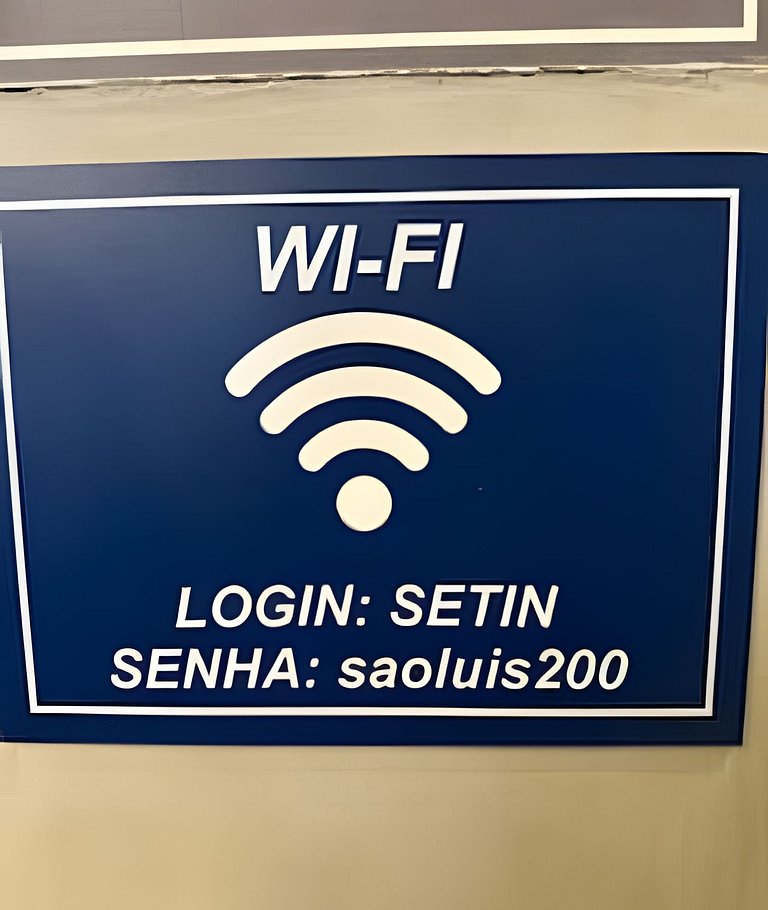 WI-FI
LOGIN: SETIN
SENHA: saoluis200